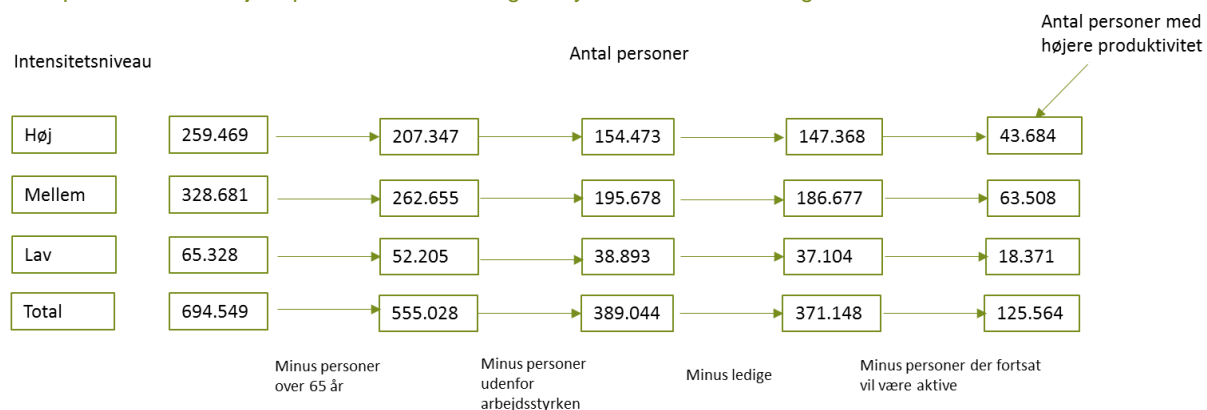 Intensitetsniveau
Antal personer
Antal personer med
højere produktivitet
Høj 259.469 207.347 154.473 147.368 43.684
Mellem 328.681 262.655 195.678 186.677 63.508
Lav 65.328 52.205 38.893 37.104 18.371
Total 694.549 555.028 389.044 371.148 125.564
Minus personer
over 65 år
Minus personer
udenfor
arbejdsstyrken
Minus ledige
Minus personer der fortsat
vil være aktive